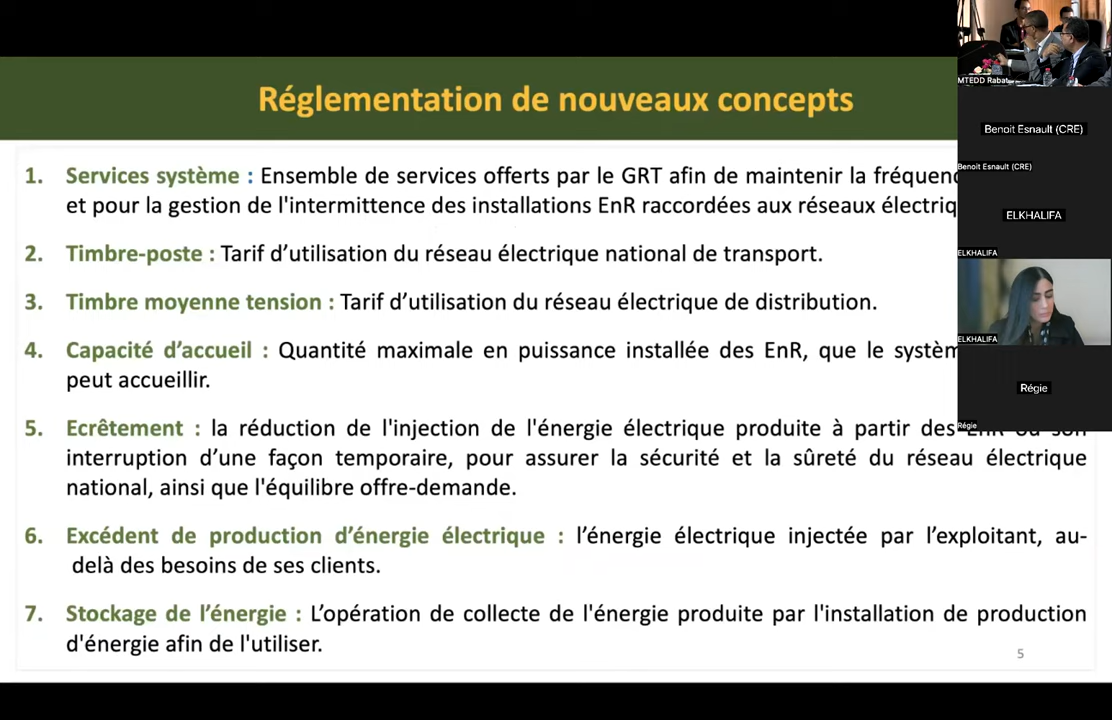 Réglementation de nouveaux concepts
MTEDD Rabat
Benoit Esnault (CRE)
Benoit Esnault (CRE)
ELKHALIFA
ELKHALIFA
ELKHALIFA
Régie
Régie
1. Services système : Ensemble de services offerts par le GRT afin de maintenir la
et pour la gestion de l'intermittence des installations EnR raccordées aux réseaux
2. Timbre-poste : Tarif d’utilisation du réseau électrique national de transport.
3. Timbre moyenne tension : Tarif d’utilisation du réseau électrique de distribution.
4. Capacité d’accueil : Quantité maximale en puissance installée des EnR, que le
peut accueillir.
5. Ecrêtement : la réduction de l'injection de l'énergie électrique produite à partir des EnR ou son
interruption d’une façon temporaire, pour assurer la sécurité et la sûreté du réseau électrique
national, ainsi que l'équilibre offre-demande.
6. Excédent de production d’énergie électrique : l’énergie électrique injectée par l’exploitant, au-
delà des besoins de ses clients.
7. Stockage de l’énergie : L’opération de collecte de l'énergie produite par l'installation de production
d'énergie afin de l'utiliser.
5